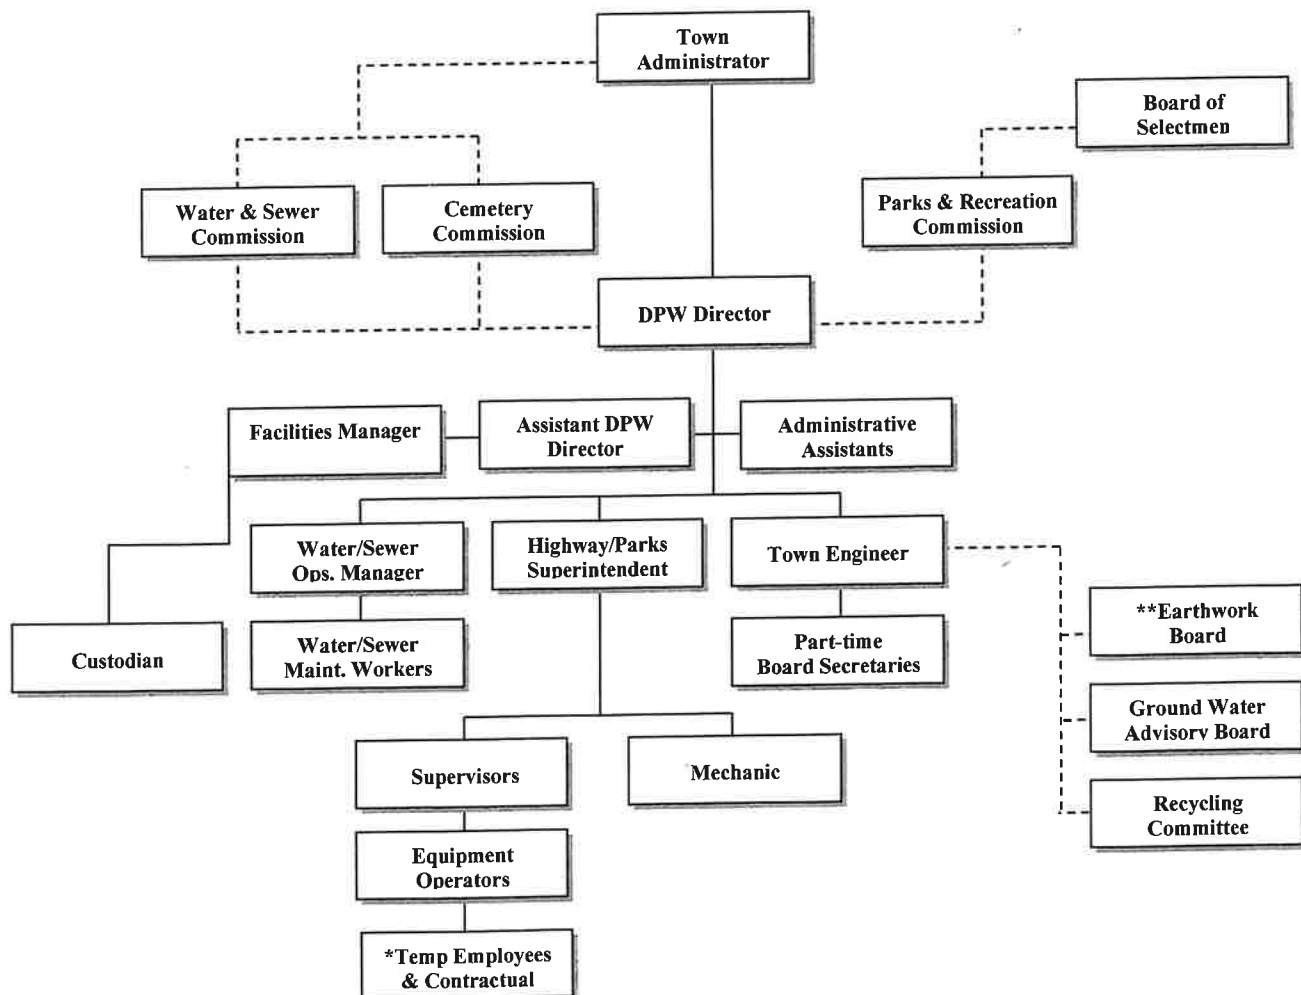 Town
Administrator
Board of
Selectmen
Water & Sewer
Commission
Cemetery
Commission
Parks & Recreation
Commission
DPW Director
Facilities Manager
Assistant DPW
Director
Administrative
Assistants
Water/Sewer
Ops. Manager
Highway/Parks
Superintendent
Town Engineer
**Earthwork
Board
Custodian
Water/Sewer
Maint. Workers
Part-time
Board Secretaries
Ground Water
Advisory Board
Supervisors
Mechanic
Recycling
Committee
Equipment
Operators
*Temp Employees
& Contractual